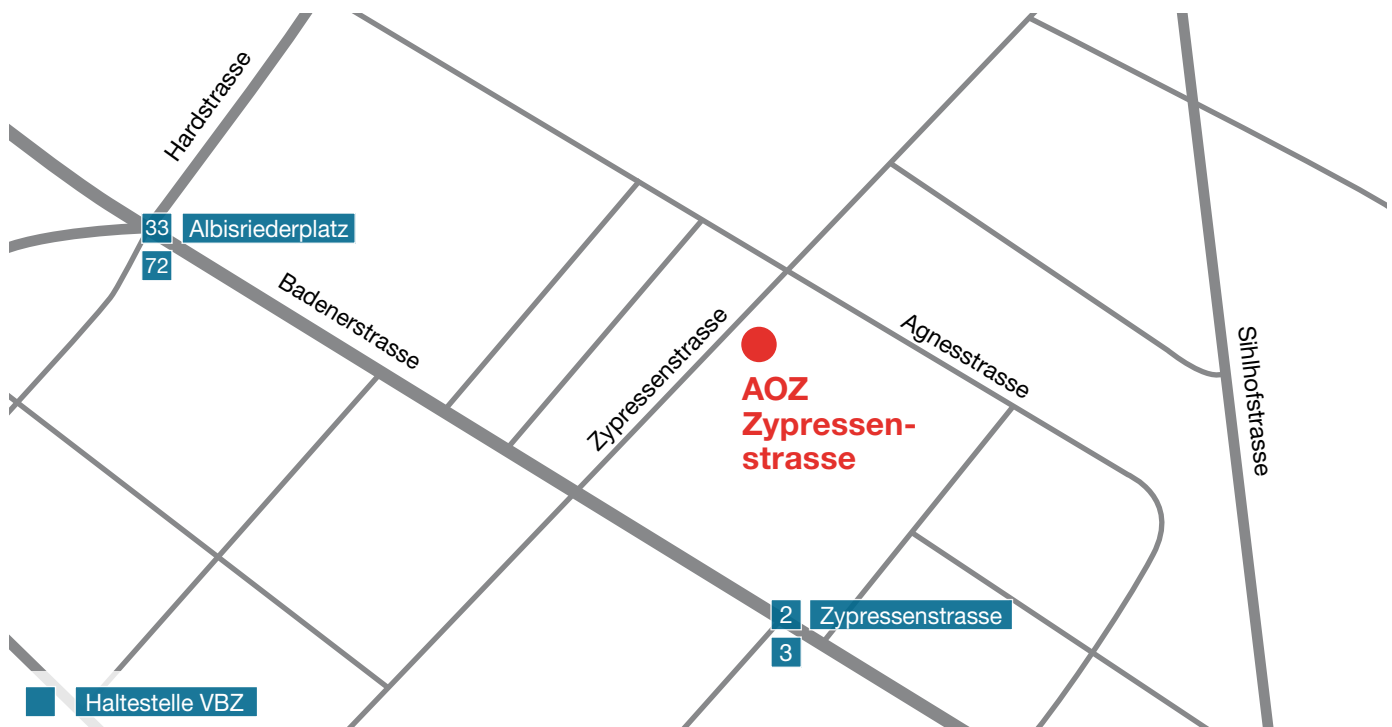 Hardstrasse
33 Albisriederplatz
72
Badenerstrasse
Zypressenstrasse
Agnesstrasse
Sihlhofstrasse
AOZ
Zypressen-
strasse
2 Zypressenstrasse
3
Haltestelle VBZ